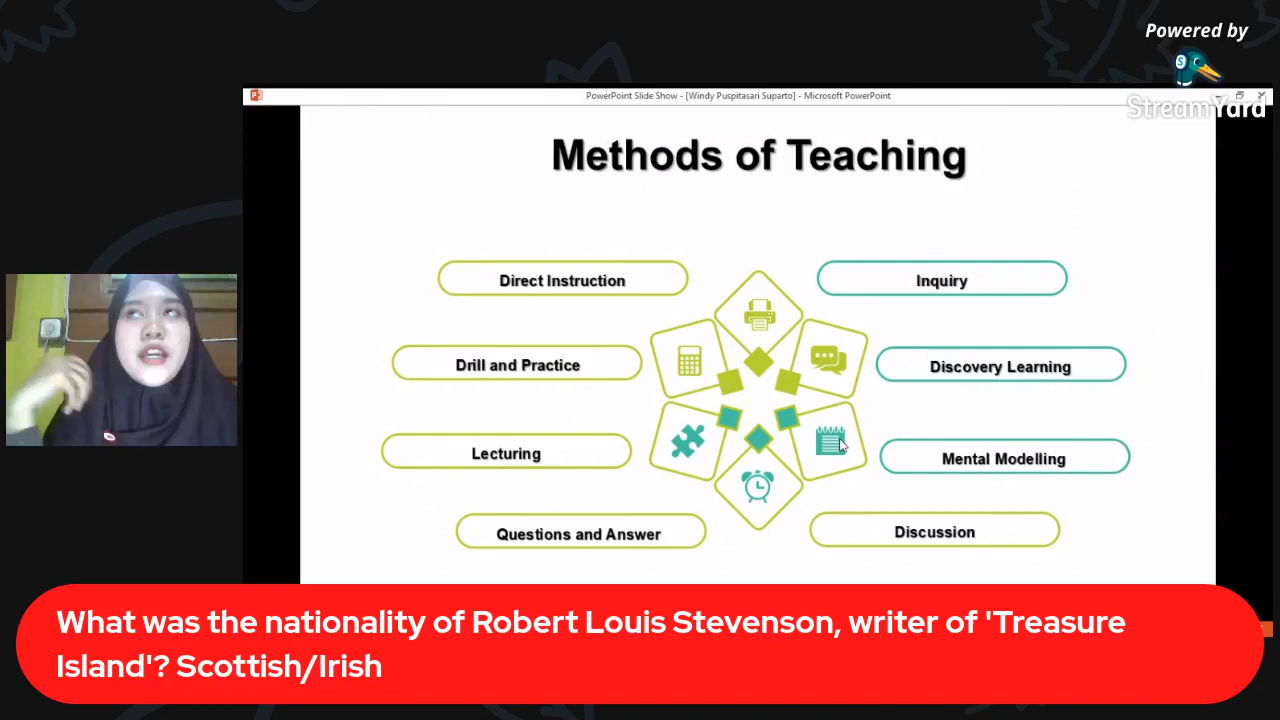 Powered by
StreamYard
PowerPoint Slide Show - [Windy Puspitasari Suparto] - Microsoft PowerPoint
Methods of Teaching
Direct Instruction
Inquiry
Drill and Practice
Discovery Learning
Lecturing
Mental Modelling
Questions and Answer
Discussion
What was the nationality of Robert Louis Stevenson, writer of 'Treasure
Island'? Scottish/Irish